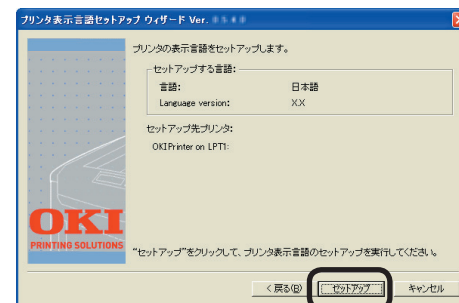 プリンタ表示言語セットアップ ウィザード Ver.
プリンタの表示言語をセットアップします。
セットアップする言語:
言語: 日本語
Language version: X.X
セットアップ先プリンタ:
OKIPrinter on LPT1:
OKI
PRINTING SOLUTIONS
"セットアップ"をクリックして、プリンタ表示言語のセットアップを実行してください。
< 戻る(B)
セットアップ
キャンセル